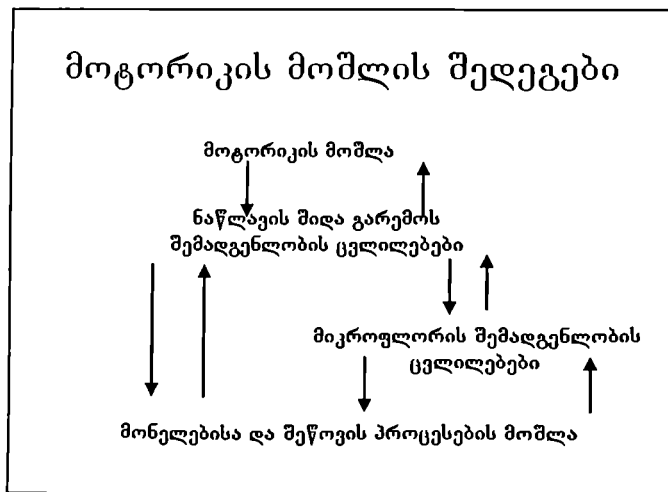 მოტორიკის მოშლის შედეგები
მოტორიკის მოშლა
ნაწლავის შიდა გარემოს
შემადგენლობის ცვლილებები
მიკროფლორის შემადგენლობის
ცვლილებები
მონელებისა და შეწოვის პროცესების მოშლა